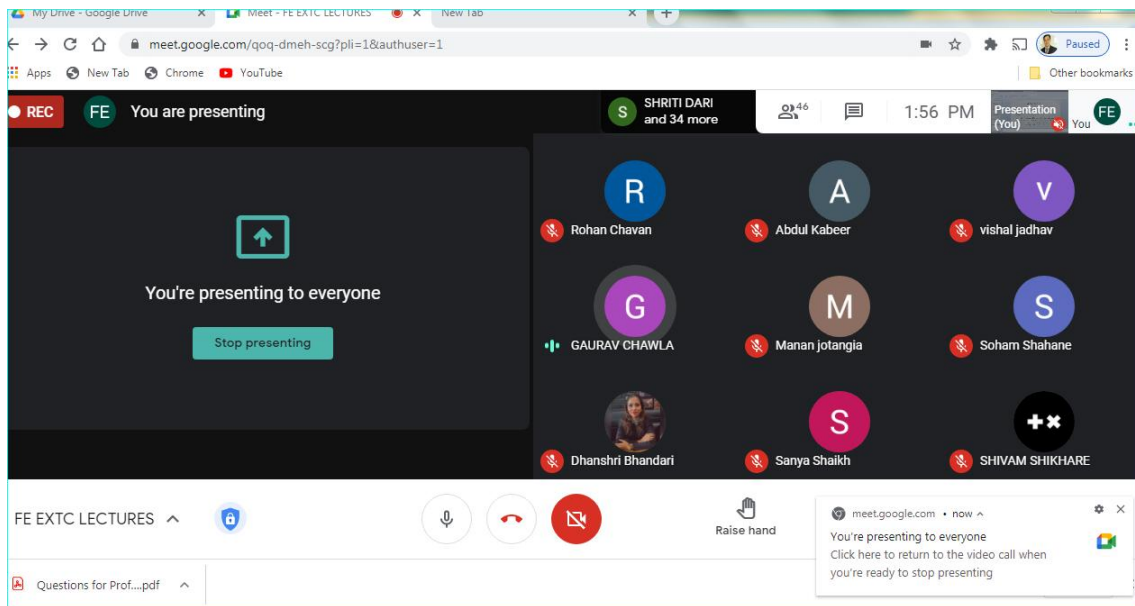 My Drive - Google Drive
Meet - FE EXTC LECTURES
New Tab
meet.google.com/qoq-dmeh-scg?pli=1&authuser=1
Paused
Apps
New Tab
Chrome
YouTube
Other bookmarks
REC
FE
You are presenting
S
SHRITI DARI
and 34 more
46
1:56 PM
Presentation
(You)
You
FE
You're presenting to everyone
Stop presenting
R
Rohan Chavan
A
Abdul Kabeer
v
vishal jadhav
G
GAURAV CHAWLA
M
Manan jotangia
S
Soham Shahane
Dhanshri Bhandari
S
Sanya Shaikh
SHIVAM SHIKHARE
FE EXTC LECTURES
Raise hand
meet.google.com • now
You're presenting to everyone
Click here to return to the video call when
you're ready to stop presenting
Questions for Prof....pdf